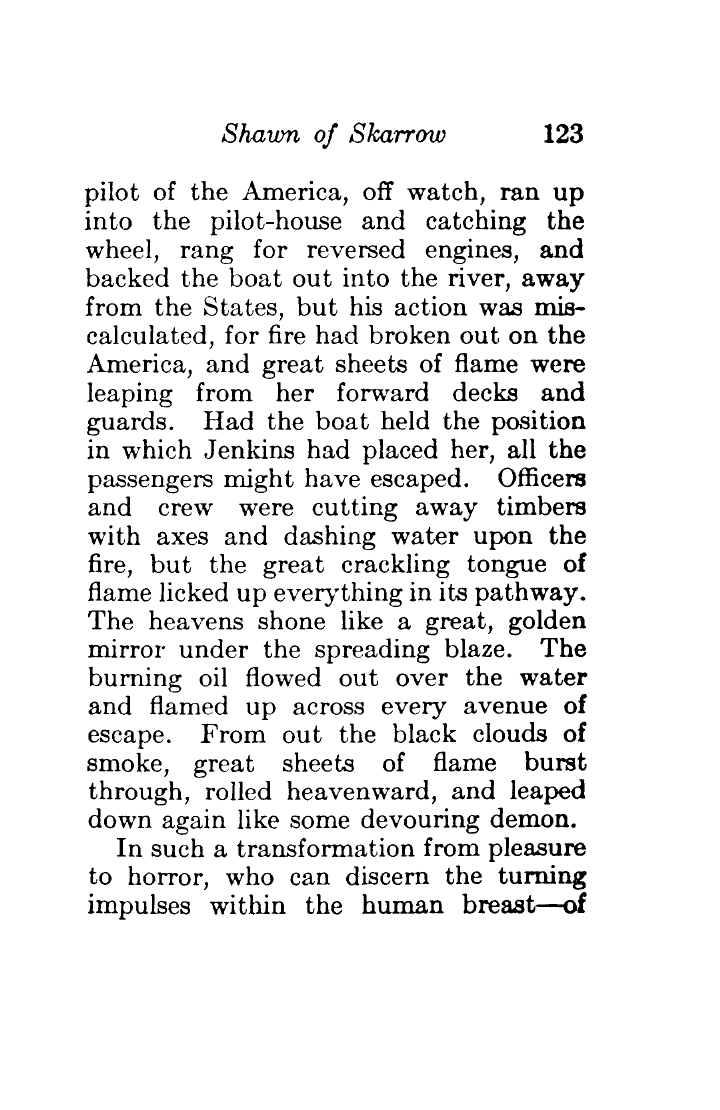 Shawn of Skarrow 123
pilot of the America, off watch, ran up
into the pilot-house and catching the
wheel, rang for reversed engines, and
backed the boat out into the river, away
from the States, but his action was mis-
calculated, for fire had broken out on the
America, and great sheets of flame were
leaping from her forward decks and
guards. Had the boat held the position
in which Jenkins had placed her, all the
passengers might have escaped. Officers
and crew were cutting away timbers
with axes and dashing water upon the
fire, but the great crackling tongue of
flame licked up everything in its pathway.
The heavens shone like a great, golden
mirror under the spreading blaze. The
burning oil flowed out over the water
and flamed up across every avenue of
escape. From out the black clouds of
smoke, great sheets of flame burst
through, rolled heavenward, and leaped
down again like some devouring demon.
In such a transformation from pleasure
to horror, who can discern the turning
impulses within the human breast—of